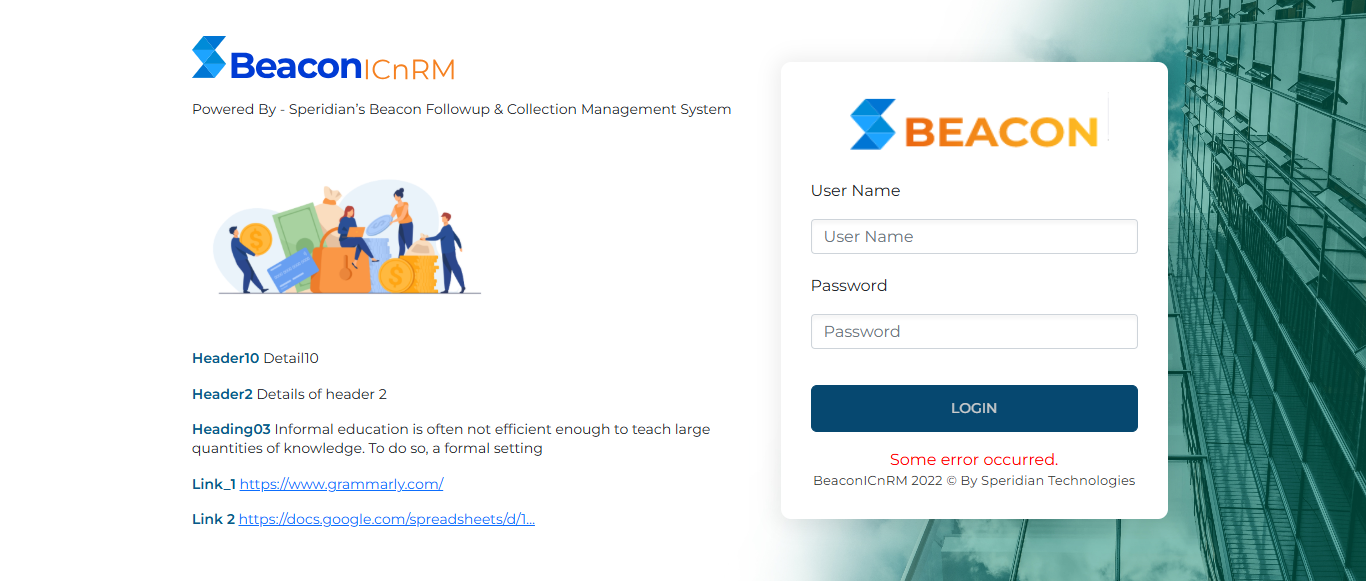 BeaconICnRM
Powered By - Speridian’s Beacon Followup & Collection Management System
Header10 Detail10
Header2 Details of header 2
Heading03 Informal education is often not efficient enough to teach large
quantities of knowledge. To do so, a formal setting
Link_1 https://www.grammarly.com/
Link 2 https://docs.google.com/spreadsheets/d/1...
BEACON
User Name
User Name
Password
Password
LOGIN
Some error occurred.
BeaconICnRM 2022 © By Speridian Technologies